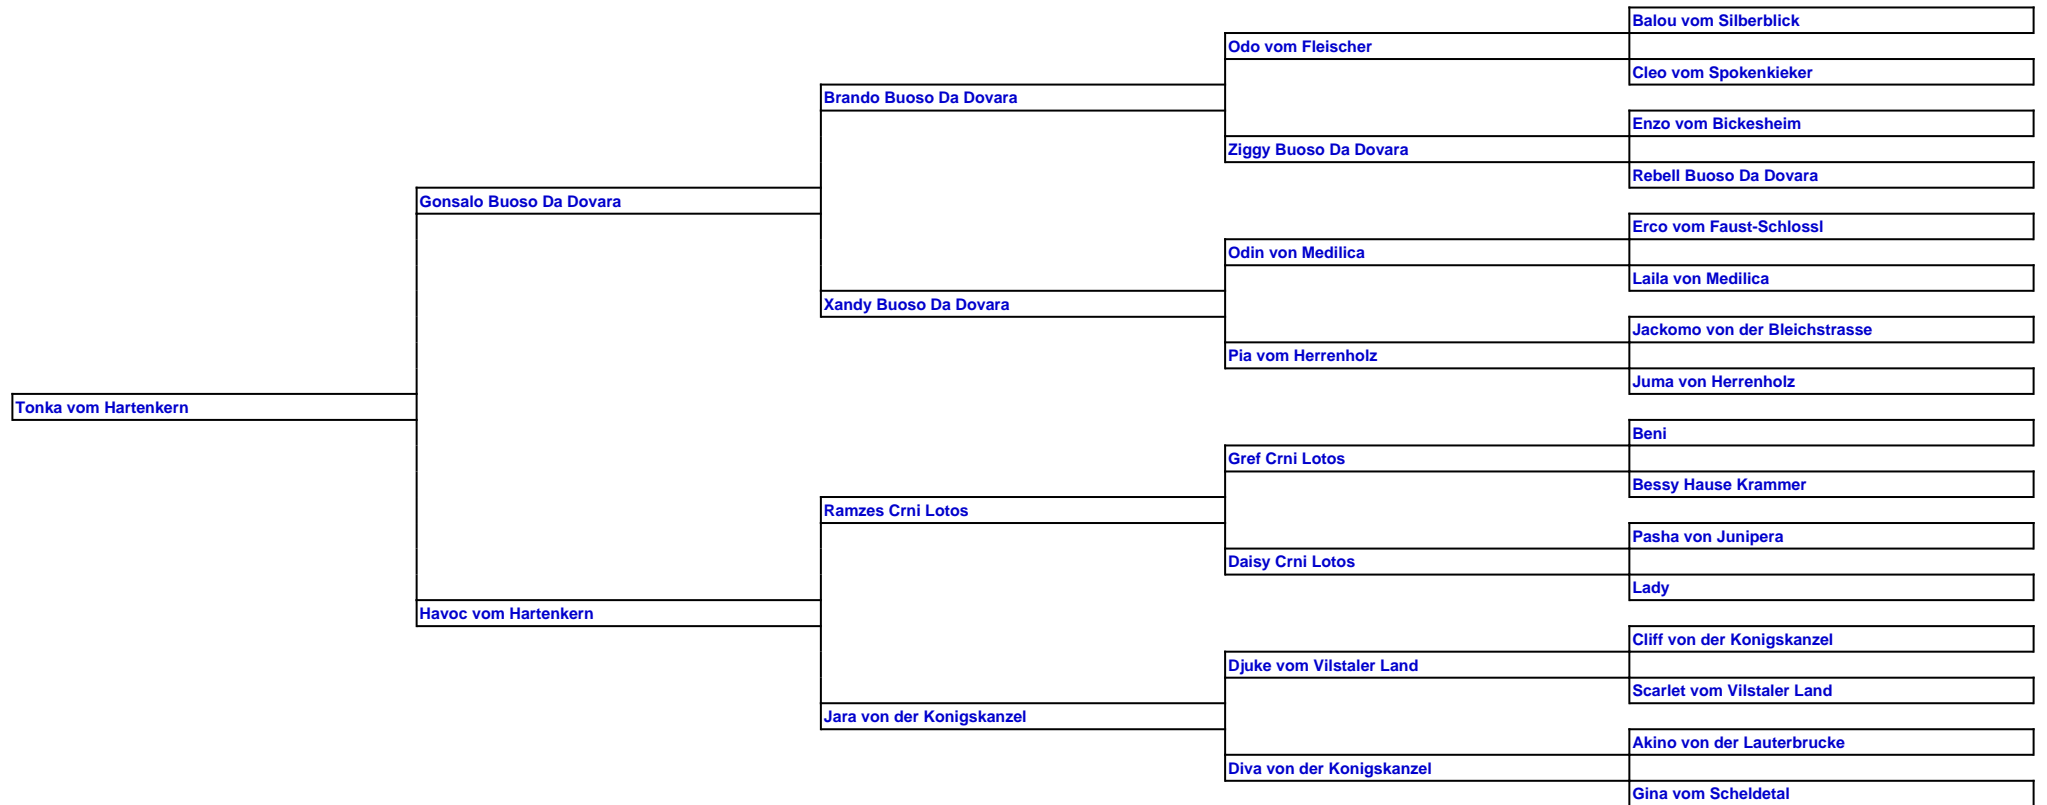 Balou vom Silberblick
Odo vom Fleischer
Cleo vom Spokenkieker
Brando Buoso Da Dovara
Enzo vom Bickesheim
Ziggy Buoso Da Dovara
Rebell Buoso Da Dovara
Gonsalo Buoso Da Dovara
Erco vom Faust-Schlossl
Odin von Medilica
Laila von Medilica
Xandy Buoso Da Dovara
Jackomo von der Bleichstrasse
Pia vom Herrenholz
Juma von Herrenholz
Tonka vom Hartenkern
Beni
Gref Crni Lotos
Bessy Hause Krammer
Ramzes Crni Lotos
Pasha von Junipera
Daisy Crni Lotos
Lady
Havoc vom Hartenkern
Cliff von der Konigskanzel
Djuke vom Vilstaler Land
Scarlet vom Vilstaler Land
Jara von der Konigskanzel
Akino von der Lauterbrucke
Diva von der Konigskanzel
Gina vom Scheldetal